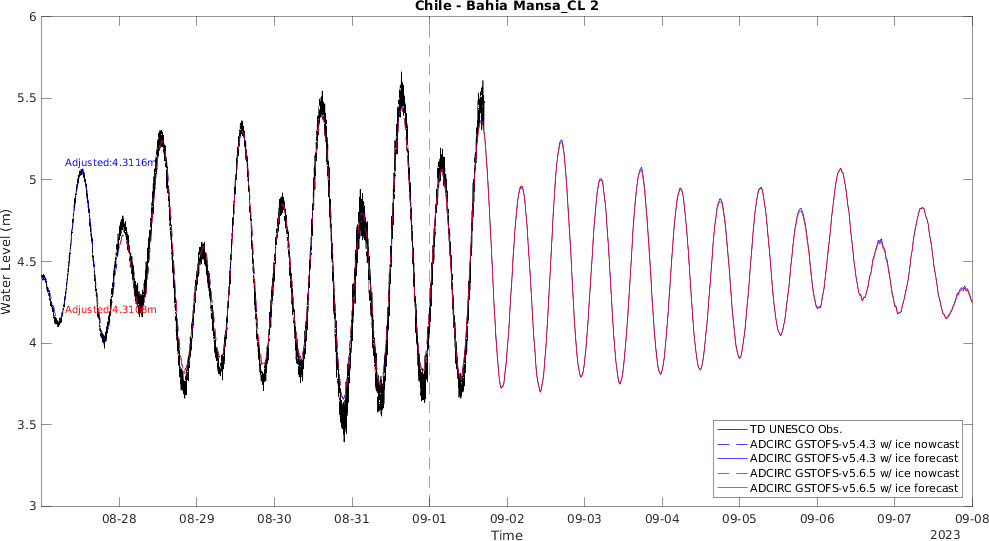 Chile - Bahia Mansa_CL 2
6
5.5
5
4.5
4
3.5
3
Water Level (m)
Adjusted:4.3116m
Adjusted:4.3103m
TD UNESCO Obs.
ADCIRC GSTOFS-v5.4.3 w/ ice nowcast
ADCIRC GSTOFS-v5.4.3 w/ ice forecast
ADCIRC GSTOFS-v5.6.5 w/ ice nowcast
ADCIRC GSTOFS-v5.6.5 w/ ice forecast
08-28 08-29 08-30 08-31 09-01 09-02 09-03 09-04 09-05 09-06 09-07 09-08
Time
2023